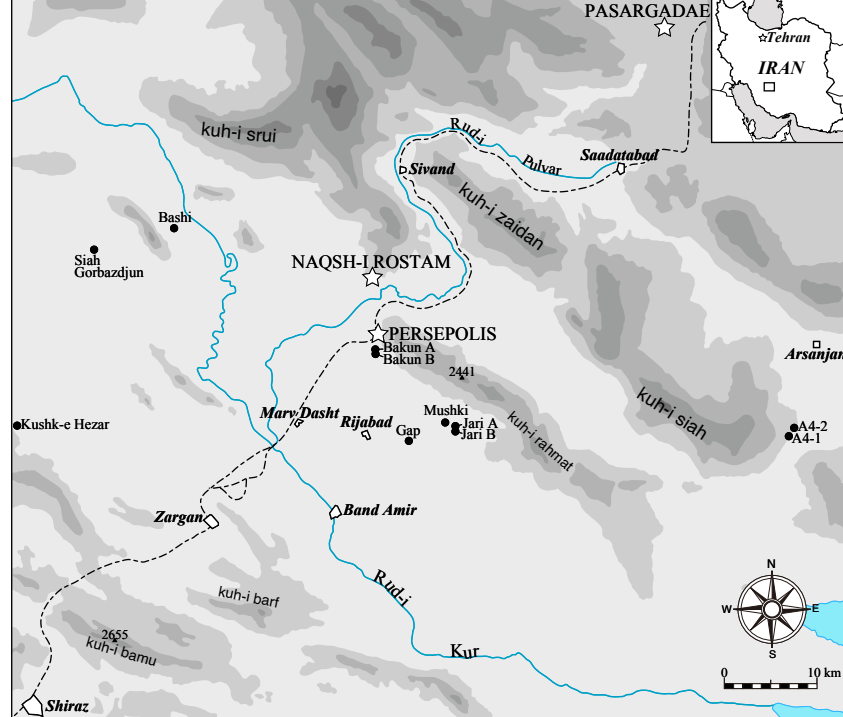 PASARGADAE
Tehran
IRAN
kuh-i srui
Rud-i
Pulvar
Saadatabad
Sivand
kuh-i zaidan
Bashi
Siah
Gorbazdjun
NAQSH-I ROSTAM
PERSEPOLIS
Bakun A
Bakun B
Arsanjan
2441
kuh-i siah
Marv Dasht
Rijabad
Mushki
Jari A
Jari B
Gap
kuh-i rahmat
Kushk-e Hezar
A4-2
A4-1
Zargan
Band Amir
Rud-i
Kur
kuh-i barf
2655
kuh-i bamu
Shiraz
N
W
E
S
0
10 km